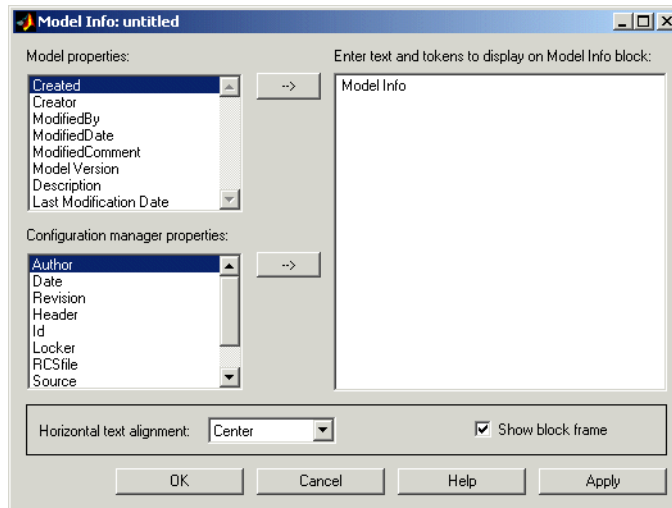 Model Info: untitled
Model properties:
Created
Creator
ModifiedBy
ModifiedDate
ModifiedComment
Model Version
Description
Last Modification Date
-->
Enter text and tokens to display on Model Info block:
Model Info
Configuration manager properties:
Author
Date
Revision
Header
Id
Locker
RCSfile
Source
-->
Horizontal text alignment:
Center
Show block frame
OK
Cancel
Help
Apply